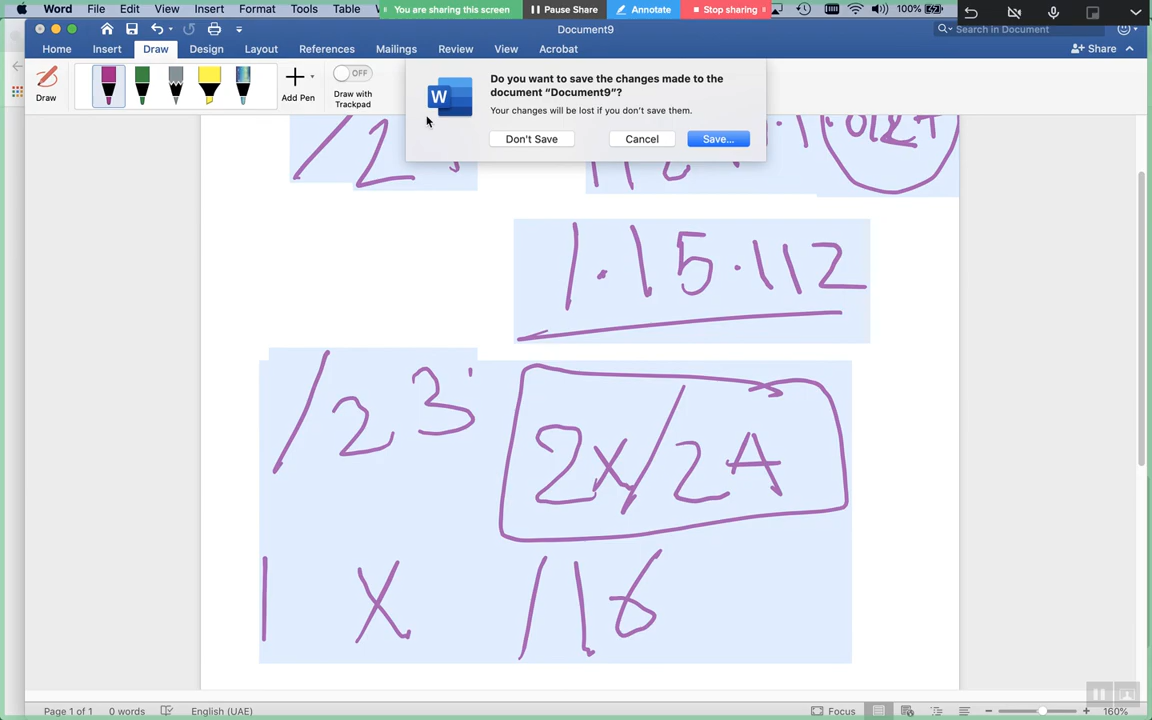 Word File Edit View Insert Format Tools Table You are sharing this screen Pause Share Annotate Stop sharing 100%
Document9 Search in Document
Home Insert Draw Design Layout References Mailings Review View Acrobat Share
Draw Add Pen OFF Draw with Trackpad
Do you want to save the changes made to the
document “Document9”?
Your changes will be lost if you don’t save them.
Don't Save Cancel Save...
1.15.112
/23
2X/2A
1 X /16
Page 1 of 1 0 words English (UAE) Focus 160%